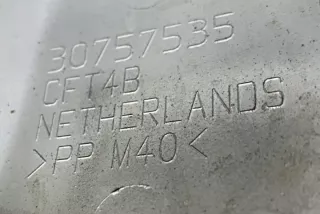 30757535
CFT4B
NETHERLANDS
>PP M40<